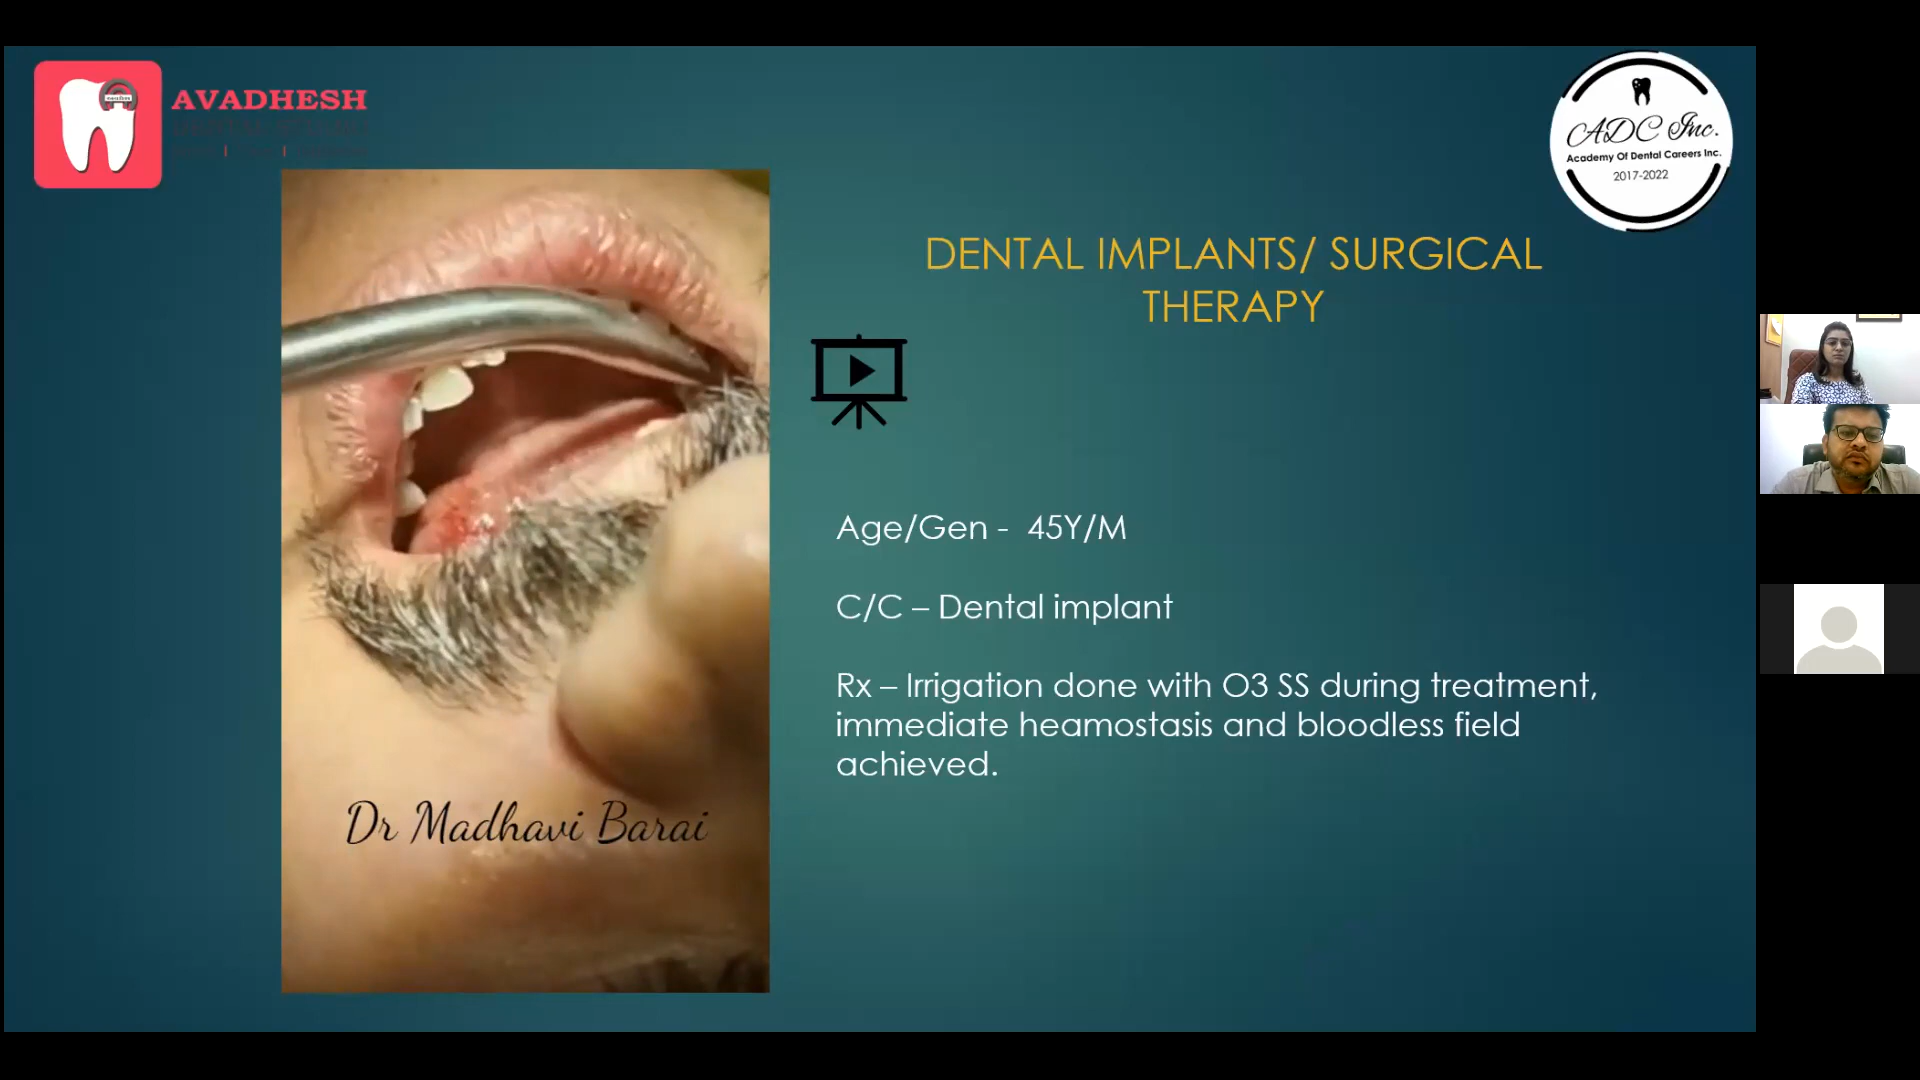 AVADHESH
ADC Inc.
Academy Of Dental Careers Inc.
2017-2022
DENTAL IMPLANTS/ SURGICAL
THERAPY
Age/Gen - 45Y/M
C/C – Dental implant
Rx – Irrigation done with O3 SS during treatment,
immediate heamostasis and bloodless field
achieved.
Dr Madhavi Barai